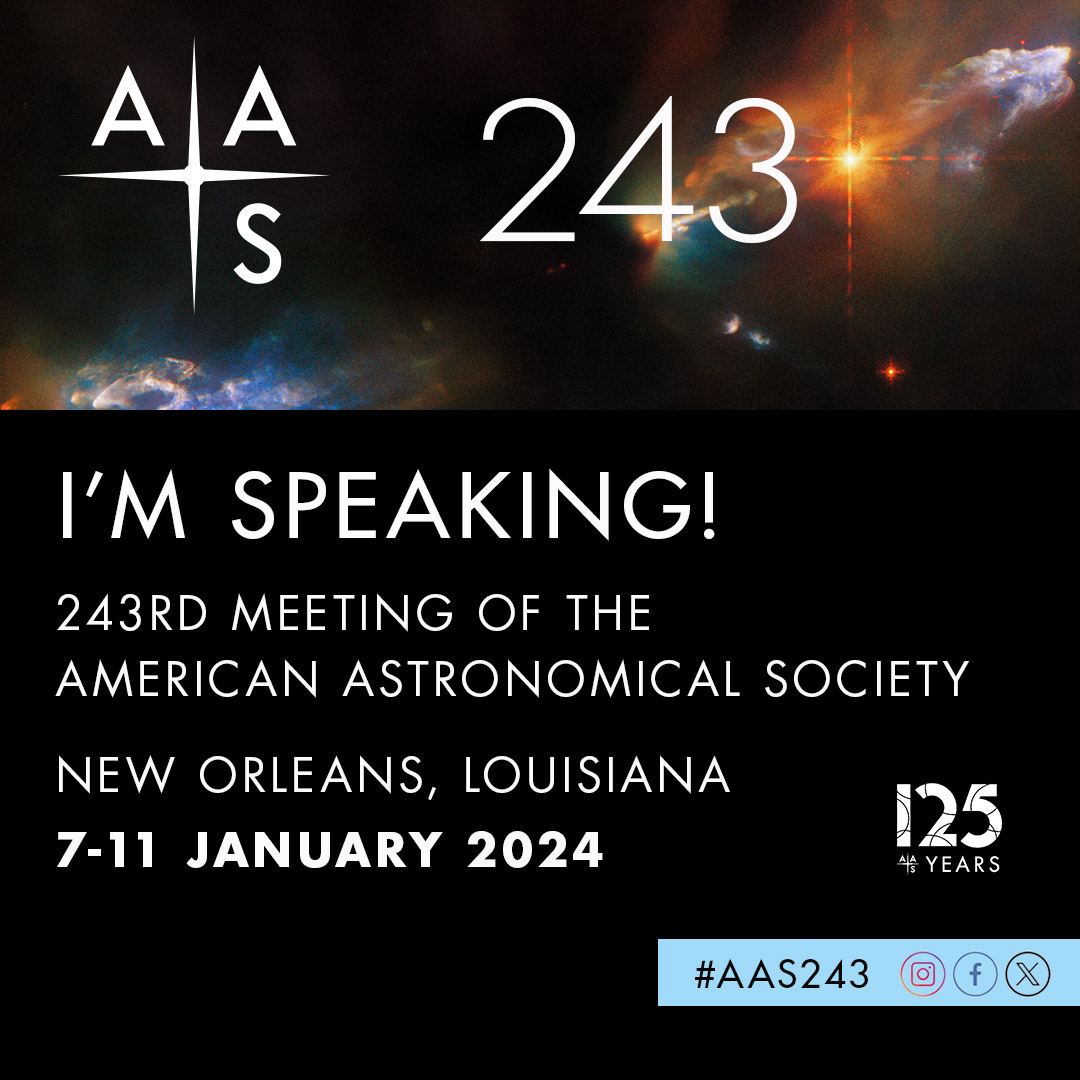 A A
S
243
I'M SPEAKING!
243RD MEETING OF THE
AMERICAN ASTRONOMICAL SOCIETY
NEW ORLEANS, LOUISIANA
7-11 JANUARY 2024
125
AAS YEARS
#AAS243